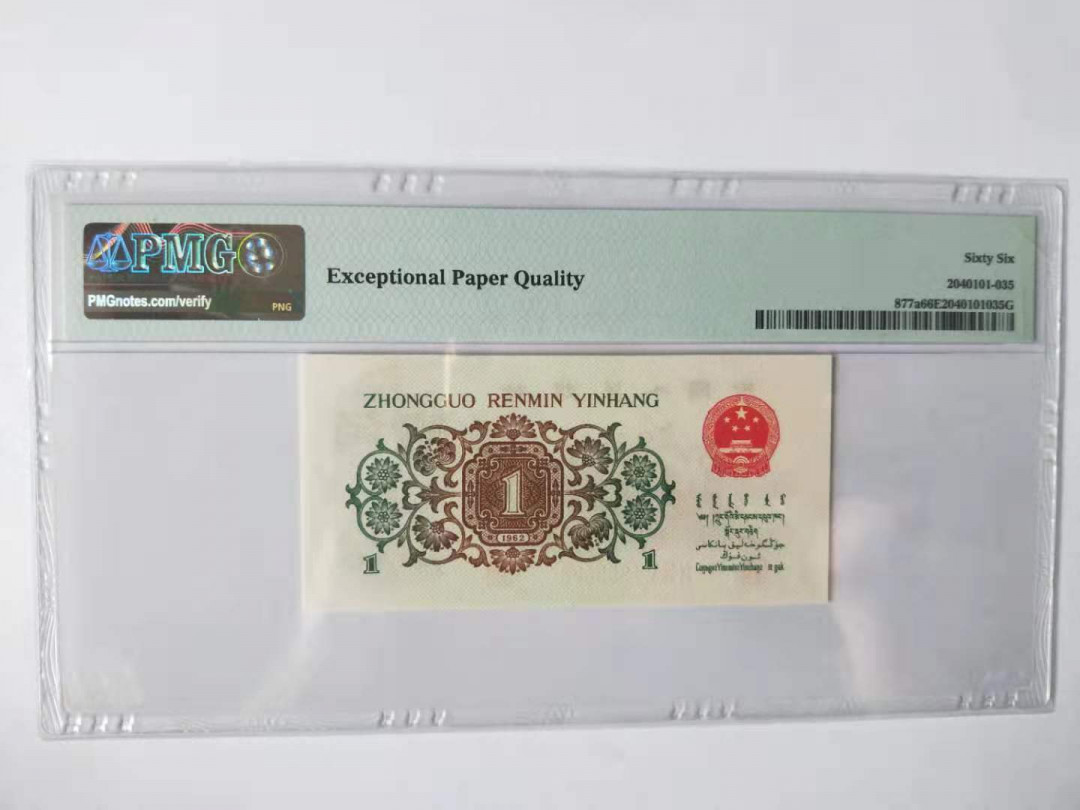 PMG
PMGnotes.com/verify
PNG
Exceptional Paper Quality
Sixty Six
2040101-035
877a66E2040101035G
ZHONGGUO RENMIN YINHANG
1
(1962)
1
1